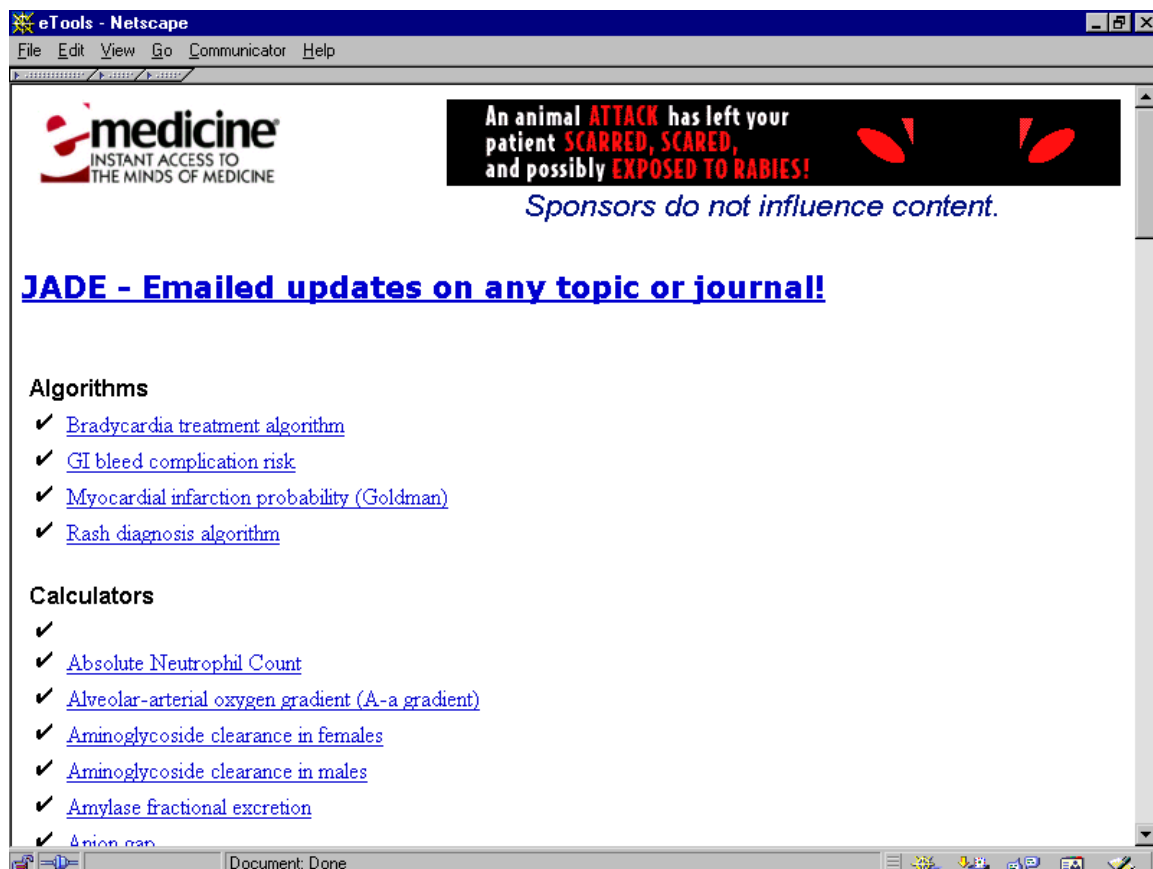 eTools - Netscape
File Edit View Go Communicator Help
emedicine
INSTANT ACCESS TO
THE MINDS OF MEDICINE
An animal ATTACK has left your
patient SCARRED, SCARED,
and possibly EXPOSED TO RABIES!
Sponsors do not influence content.
JADE - Emailed updates on any topic or journal!
Algorithms
Bradycardia treatment algorithm
GI bleed complication risk
Myocardial infarction probability (Goldman)
Rash diagnosis algorithm
Calculators
Absolute Neutrophil Count
Alveolar-arterial oxygen gradient (A-a gradient)
Aminoglycoside clearance in females
Aminoglycoside clearance in males
Amylase fractional excretion
Anion gap
Document: Done